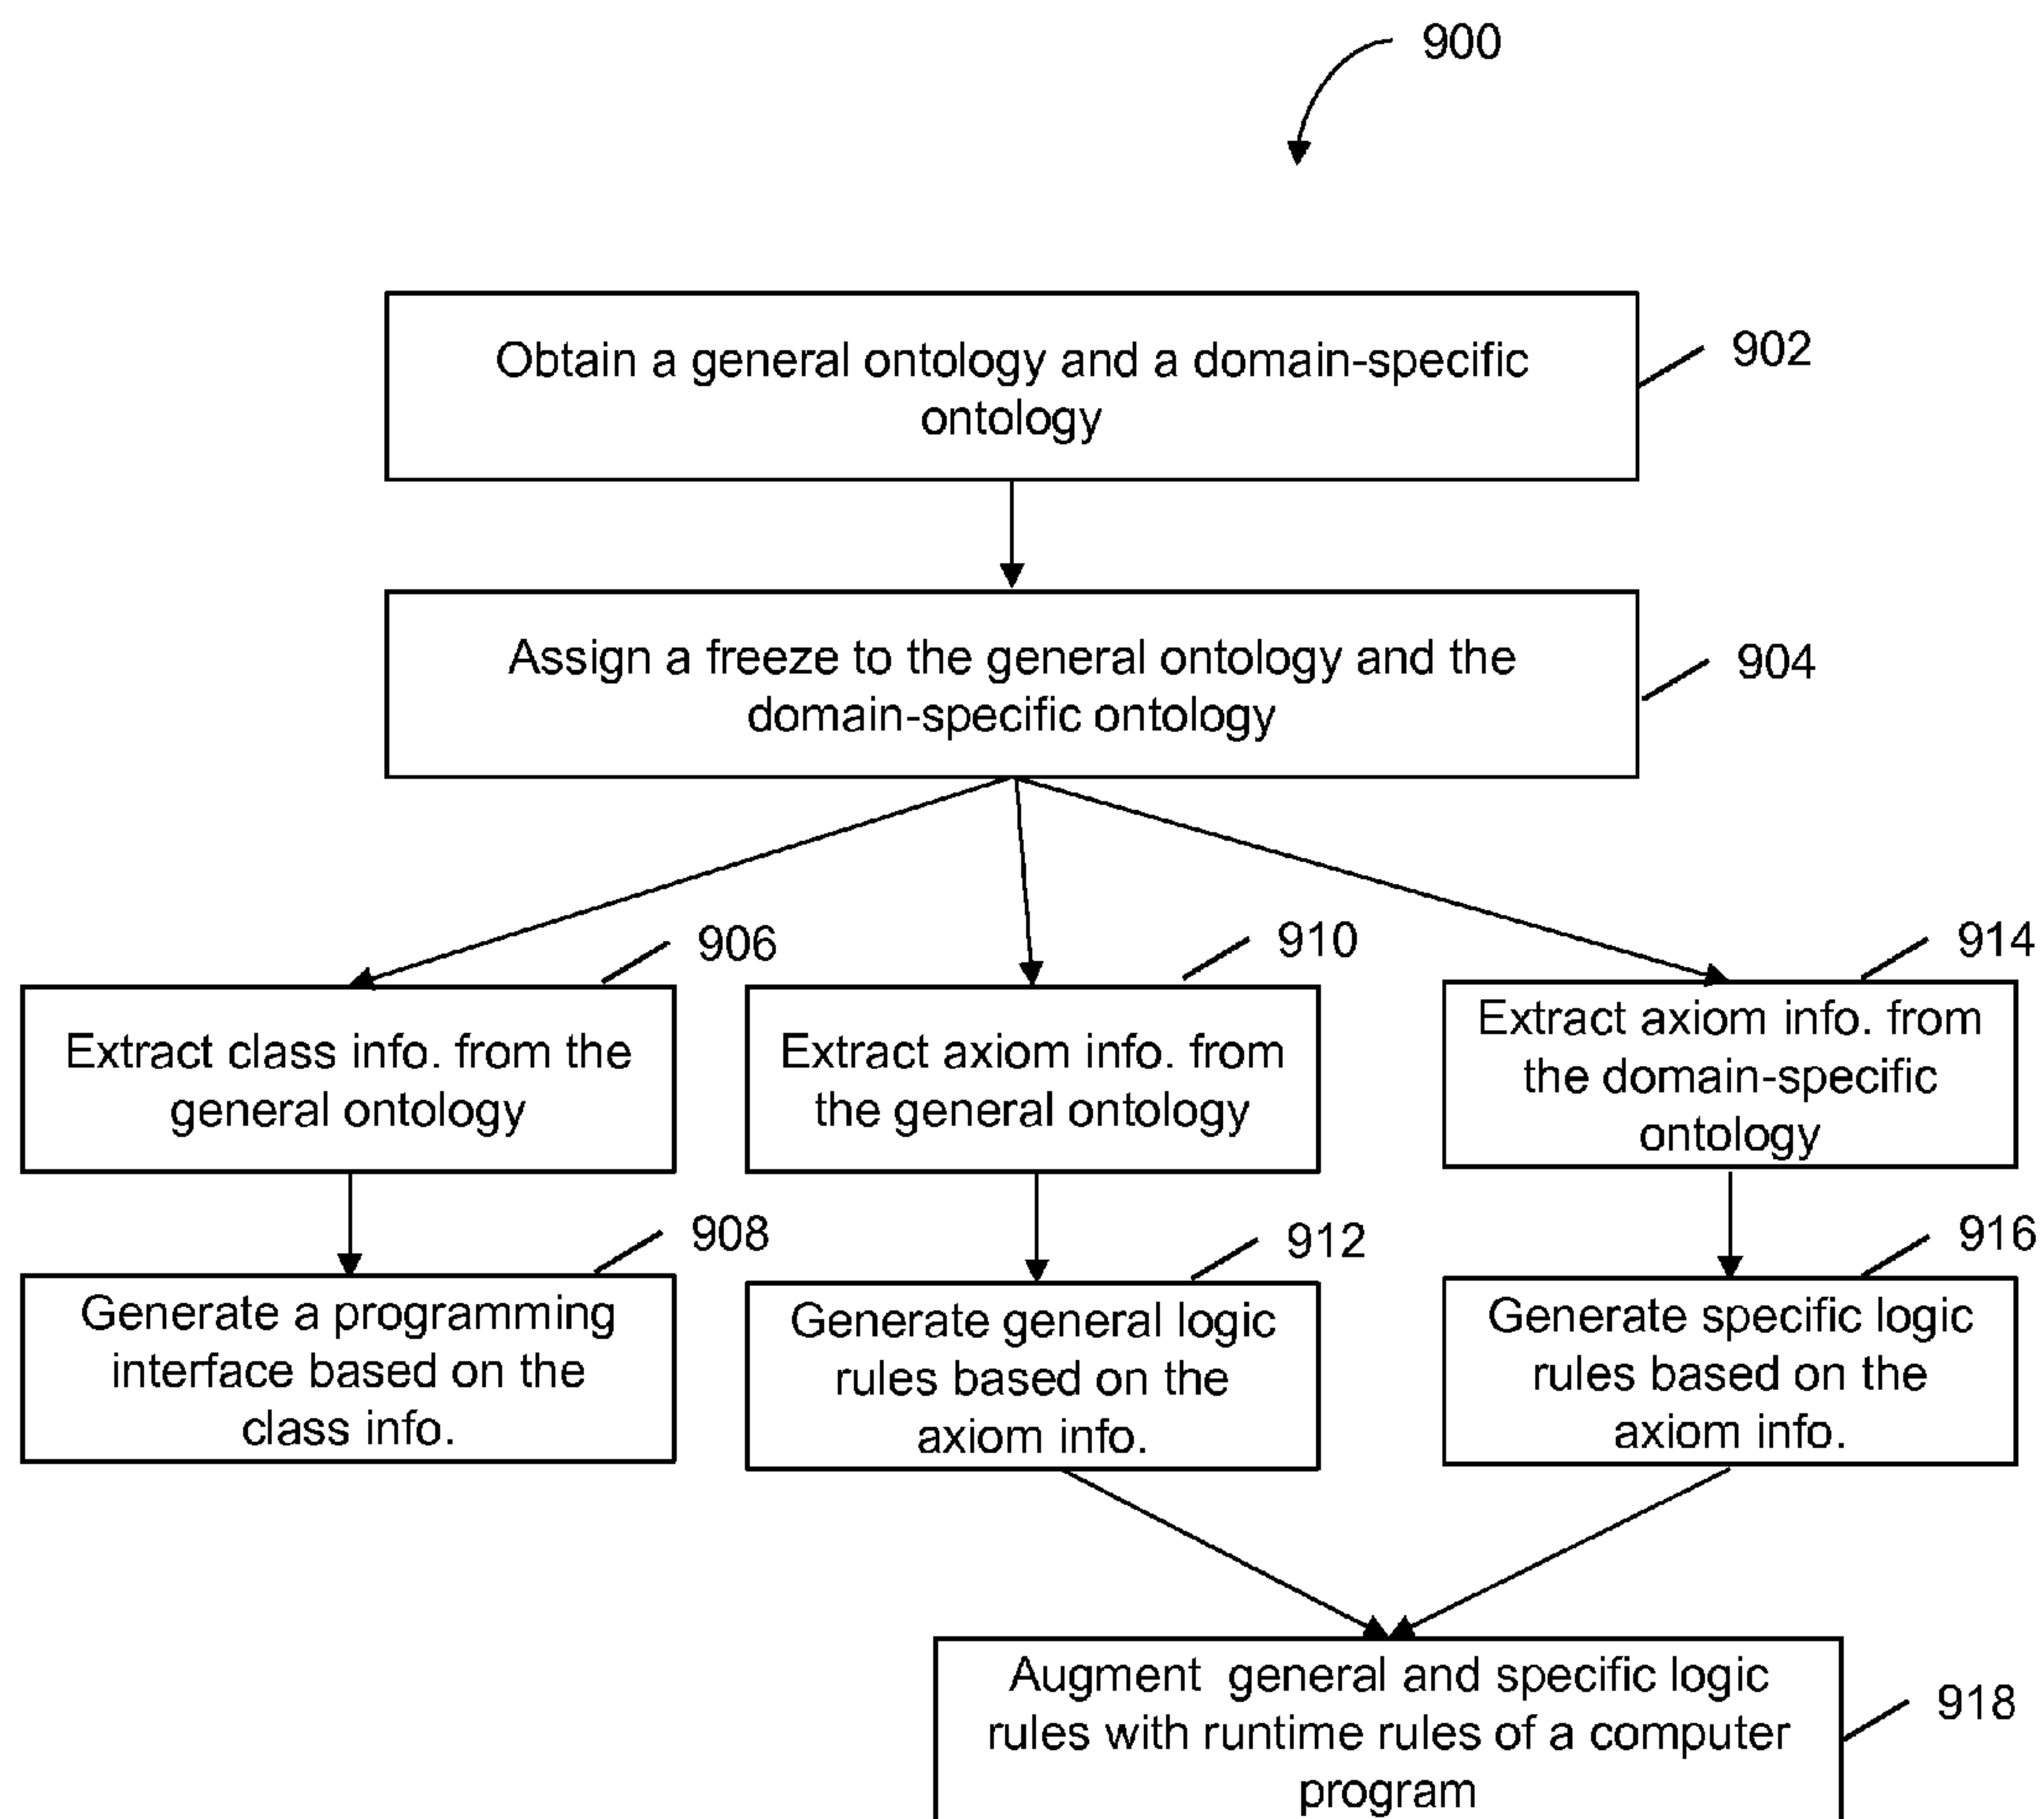 900
Obtain a general ontology and a domain-specific
ontology
902
Assign a freeze to the general ontology and the
domain-specific ontology
904
906
Extract class info. from the
general ontology
910
Extract axiom info. from
the general ontology
914
Extract axiom info. from
the domain-specific
ontology
908
Generate a programming
interface based on the
class info.
912
Generate general logic
rules based on the
axiom info.
916
Generate specific logic
rules based on the
axiom info.
Augment general and specific logic
rules with runtime rules of a computer
program
918